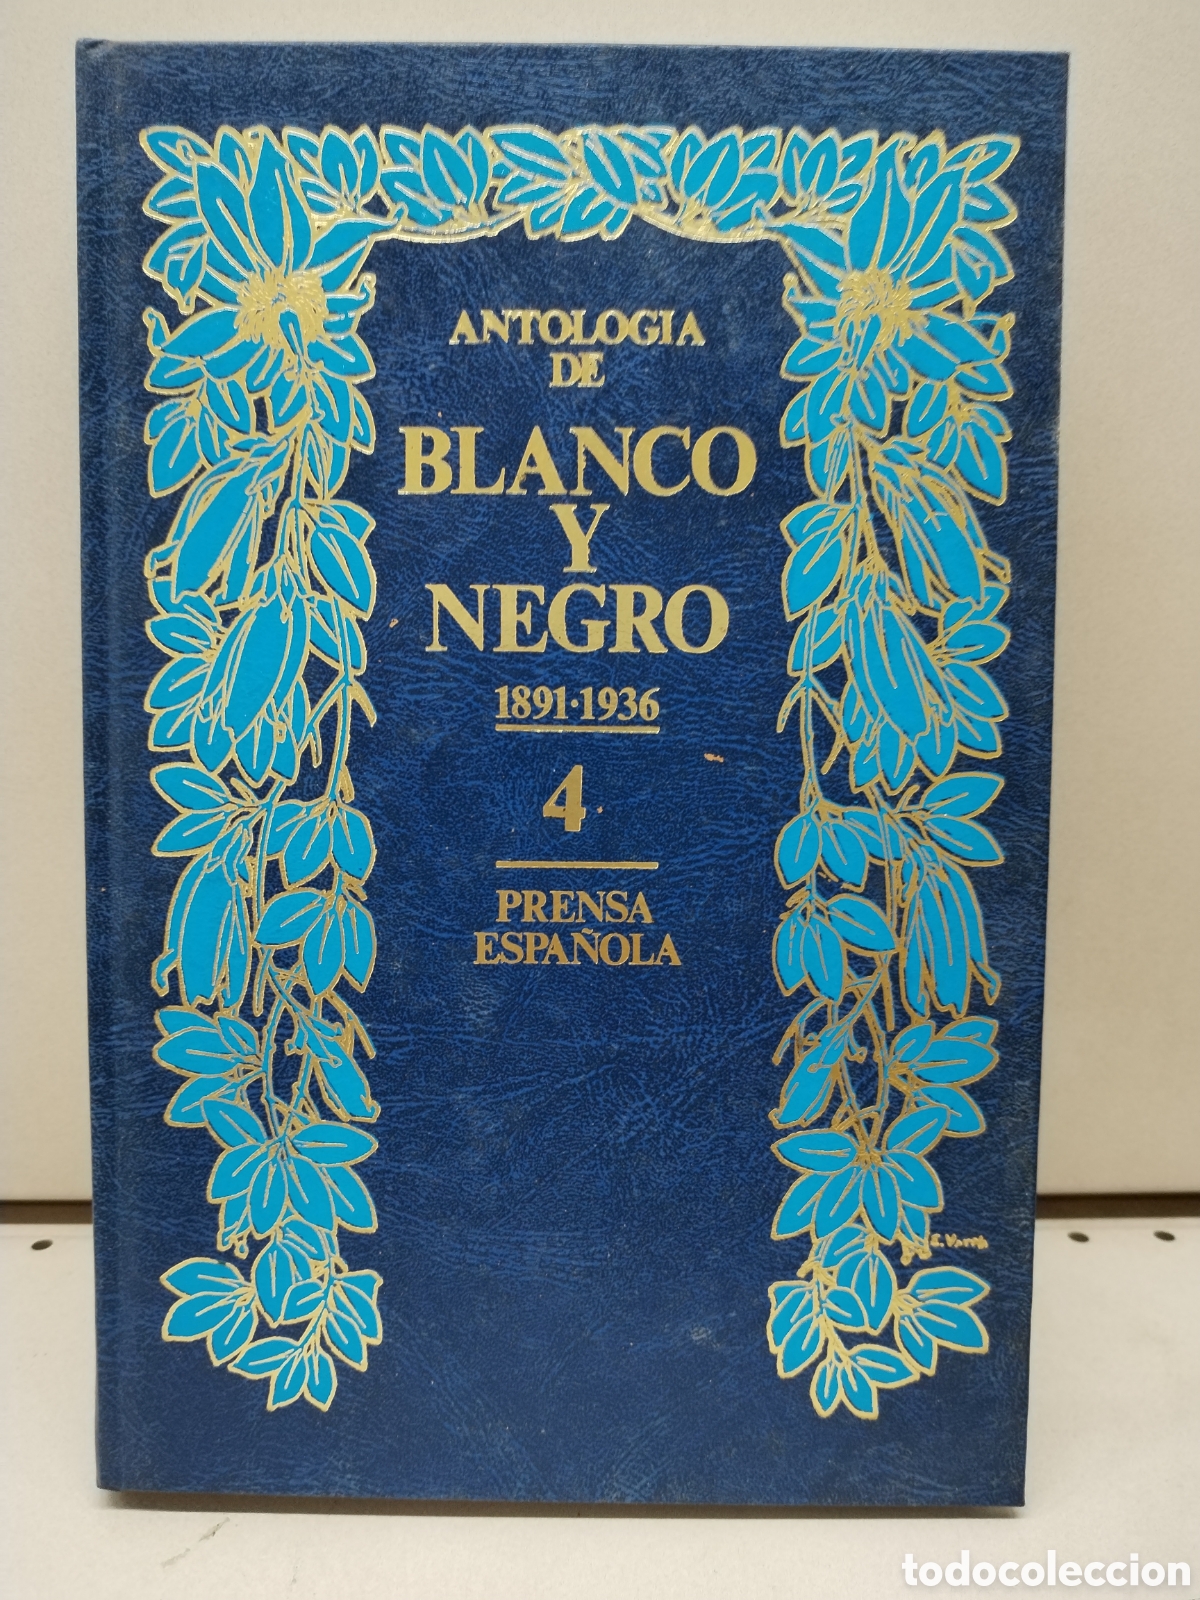 ANTOLOGIA
DE
BLANCO
Y
NEGRO
1891·1936
4
PRENSA
ESPAÑOLA
todocoleccion